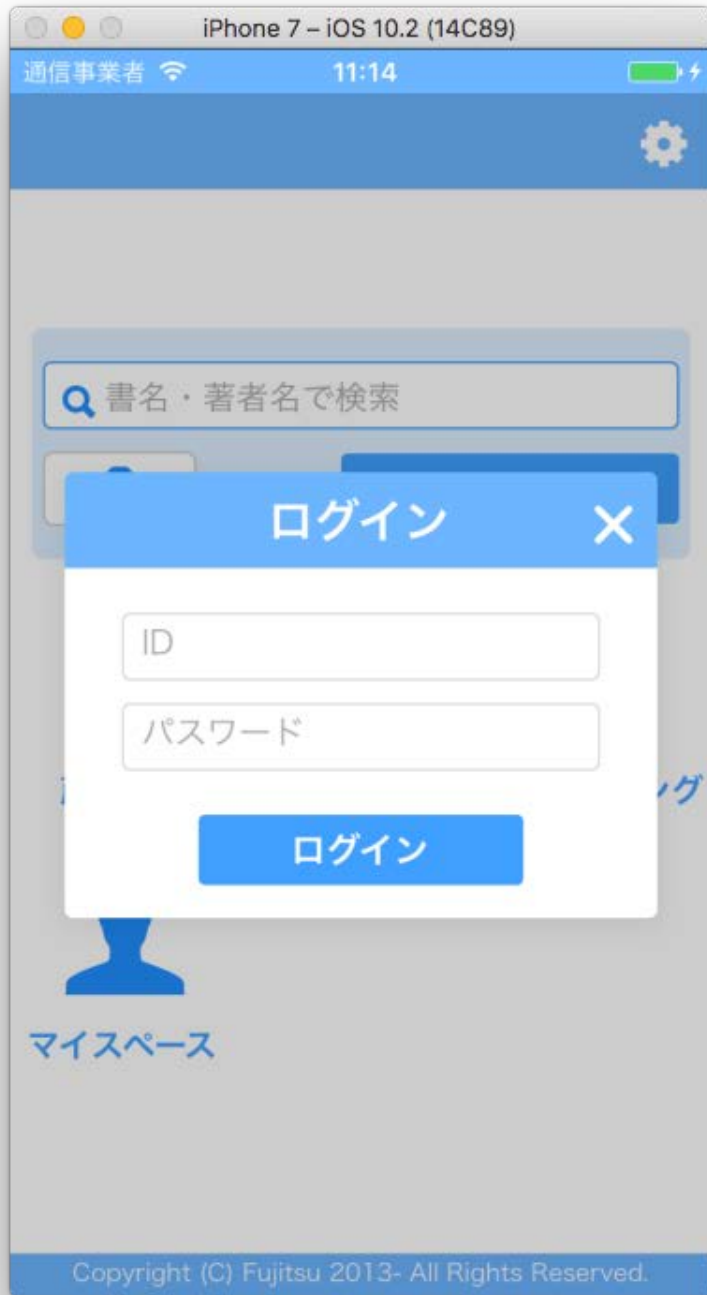 iPhone 7 – iOS 10.2 (14C89)
通信事業者 11:14
書名・著者名で検索
ログイン
ID
パスワード
ング
ログイン
マイスペース
Copyright (C) Fujitsu 2013- All Rights Reserved.